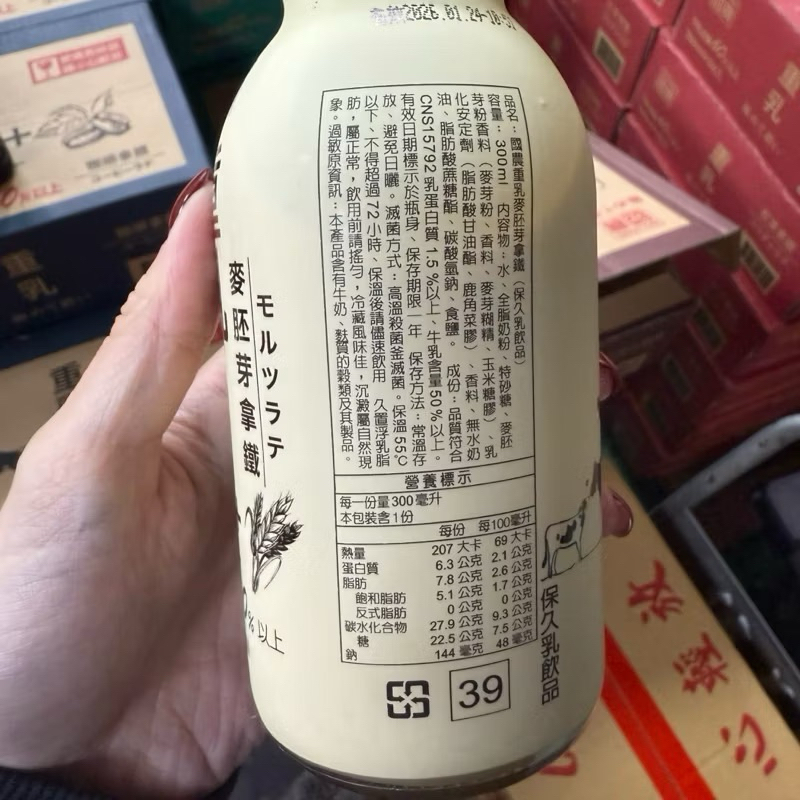 2026.01.24
品名：國農重乳麥胚芽拿鐵（保久乳飲品）
容量：300ml　內容物：水、全脂奶粉、特砂糖、麥胚
芽粉香料（麥芽粉、香料、麥芽糊精、玉米糖膠）、乳
化安定劑（脂肪酸甘油酯、鹿角菜膠）、香料、無水奶
油、脂肪酸蔗糖酯、碳酸氫鈉、食鹽。　成份：品質符合
CNS15792乳蛋白質1.5%以上、牛乳含量50%以上。
有效日期標示於瓶身、保存期限一年　保存方法：常溫存
放、避免日曬。滅菌方式：高溫殺菌釜滅菌。保溫55℃
以下、不得超過72小時、保溫後請儘速飲用　久置浮乳脂
肪，屬正常，飲用前請搖勻，冷藏風味佳，沉澱屬自然現
象。過敏原資訊：本產品含有牛奶、麩質的穀類及其製品。
營養標示
每一份量300毫升
本包裝含1份
每份　每100毫升
熱量　207 大卡　69 大卡
蛋白質　6.3 公克　2.1 公克
脂肪　7.8 公克　2.6 公克
飽和脂肪　5.1 公克　1.7 公克
反式脂肪　0 公克　0 公克
碳水化合物　27.9 公克　9.3 公克
糖　22.5 公克　7.5 公克
鈉　144 毫克　48 毫克
39
モルツラテ
麥胚芽拿鐵
%以上
保久乳飲品
重乳
重乳